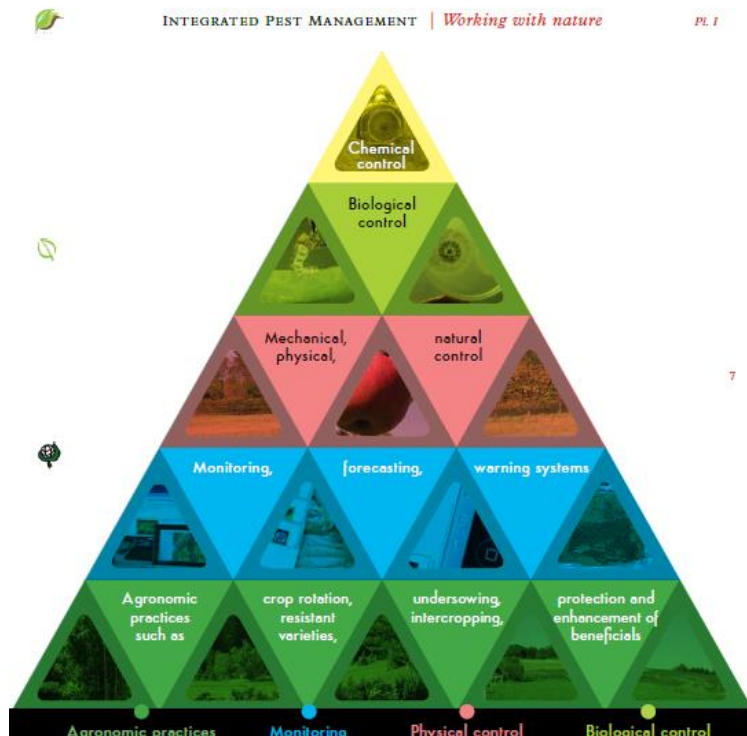 INTEGRATED PEST MANAGEMENT | Working with nature Pl. I
Chemical
control
Biological
control
Mechanical,
physical,
natural
control
7
Monitoring,
forecasting,
warning systems
Agronomic
practices
such as
crop rotation,
resistant
varieties,
undersowing,
intercropping,
protection and
enhancement of
beneficials
Agronomic practices
Monitoring
Physical control
Biological control